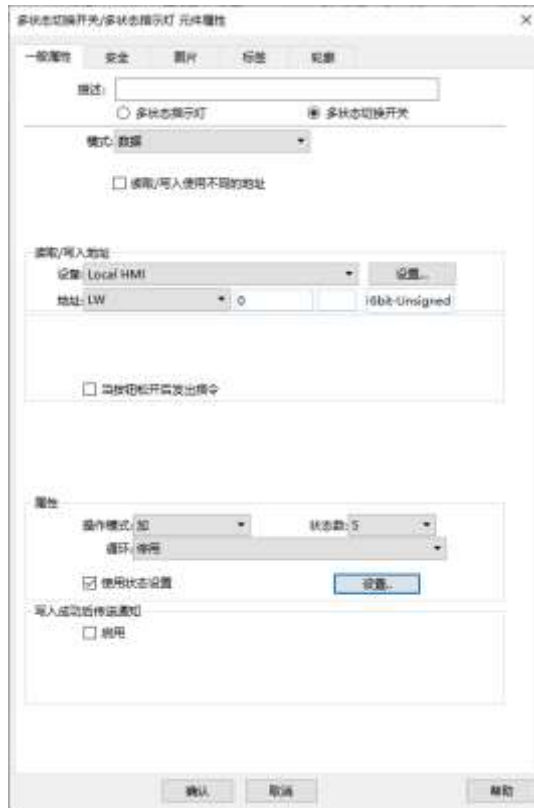 多状态切换开关/多状态指示灯 元件属性
一般属性 安全 图片 标签 轮廓
描述:
多状态指示灯 多状态切换开关
模式: 数据
读取/写入使用不同的地址
读取/写入地址
设备: Local HMI 设置...
地址: LW 0 16bit-Unsigned
当按钮松开后发出指令
属性
操作模式: 加 状态数: 5
循环: 停用
使用状态设置 设置...
写入成功后传送通知
启用
确认 取消 帮助